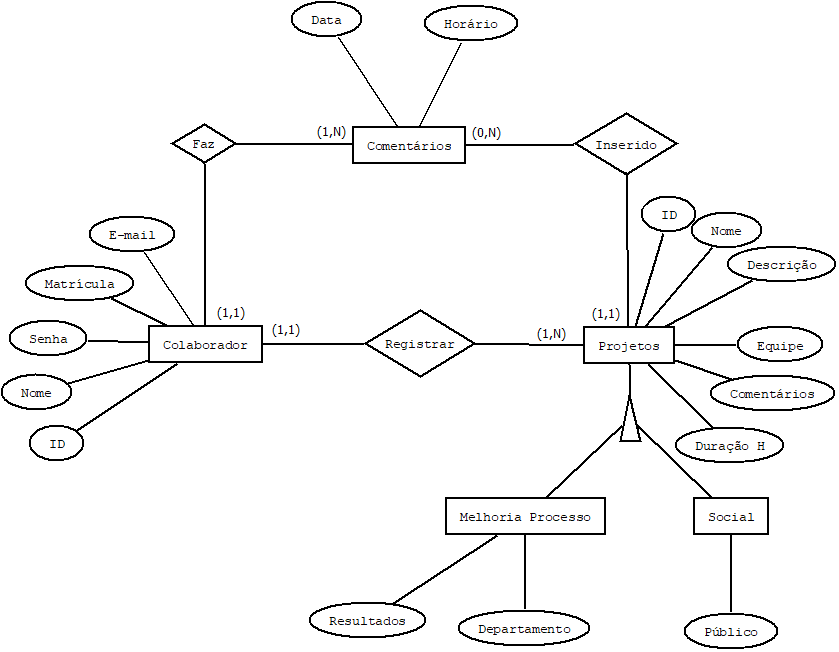 Data
Horário
(1,N)
(0,N)
Faz
Comentários
Inserido
ID
Nome
E-mail
Descrição
Matrícula
(1,1)
(1,1)
(1,1)
(1,N)
Senha
Colaborador
Registrar
Projetos
Equipe
Nome
Comentários
ID
Duração H
Melhoria Processo
Social
Resultados
Departamento
Público